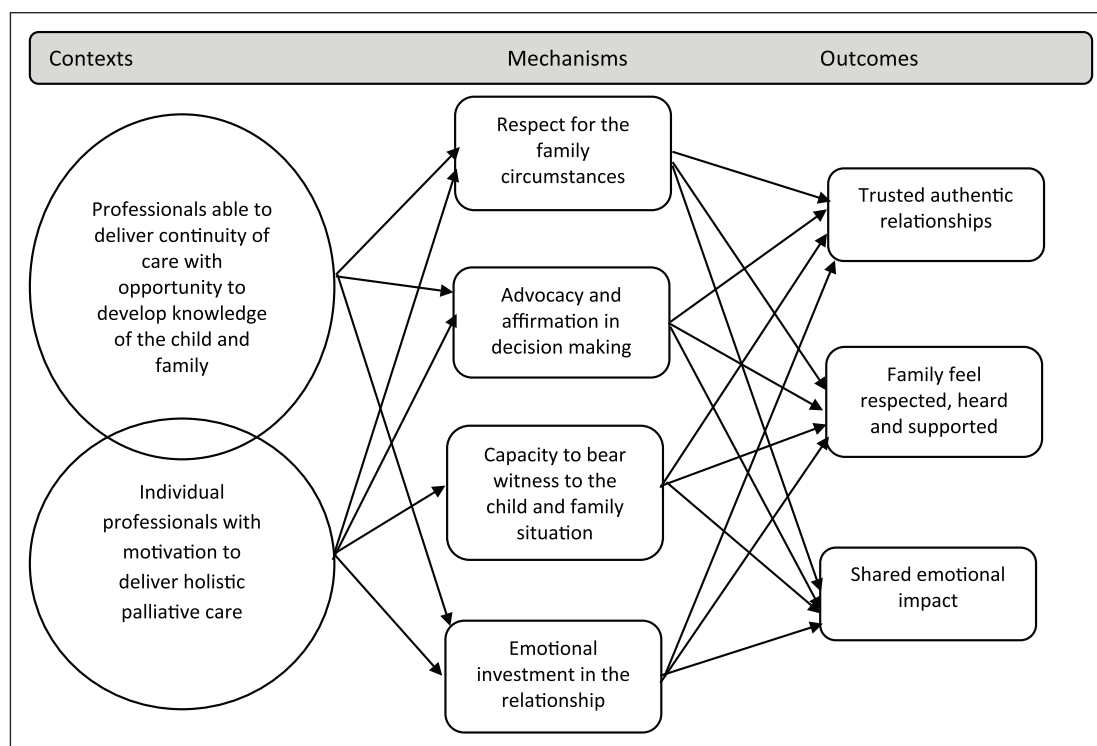 Contexts Mechanisms Outcomes
Professionals able to
deliver continuity of
care with
opportunity to
develop knowledge
of the child and
family
Individual
professionals with
motivation to
deliver holistic
palliative care
Respect for the
family
circumstances
Advocacy and
affirmation in
decision making
Capacity to bear
witness to the
child and family
situation
Emotional
investment in the
relationship
Trusted authentic
relationships
Family feel
respected, heard
and supported
Shared emotional
impact